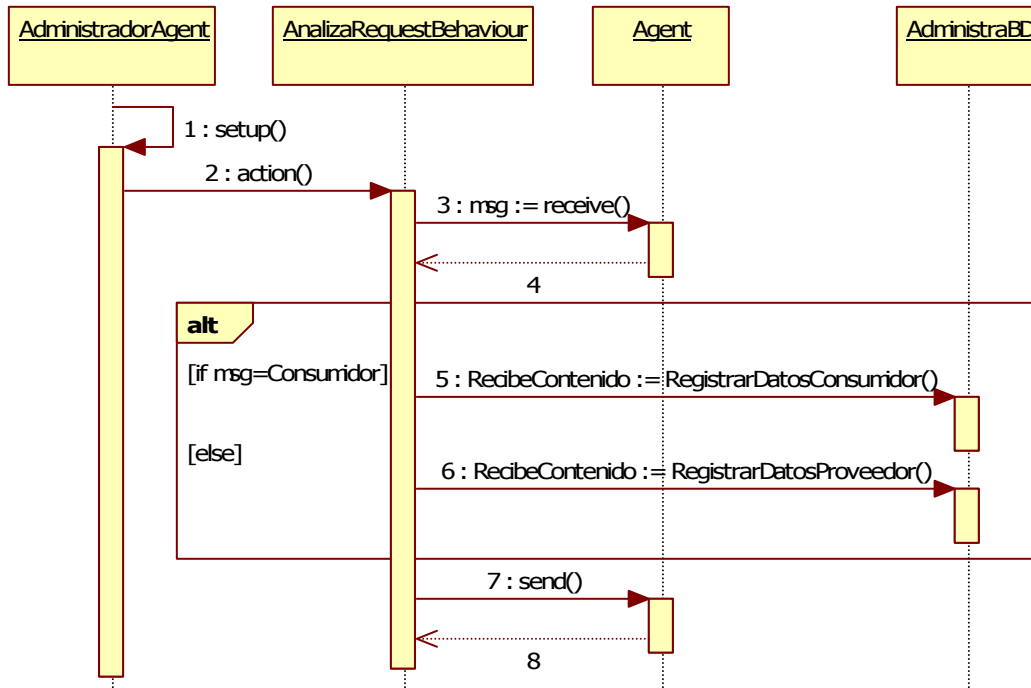 AdministradorAgent
AnalizaRequestBehaviour
Agent
AdministraBD
1 : setup()
2 : action()
3 : msg := receive()
4
alt
[if msg=Consumidor]
5 : RecibeContenido := RegistrarDatosConsumidor()
[else]
6 : RecibeContenido := RegistrarDatosProveedor()
7 : send()
8